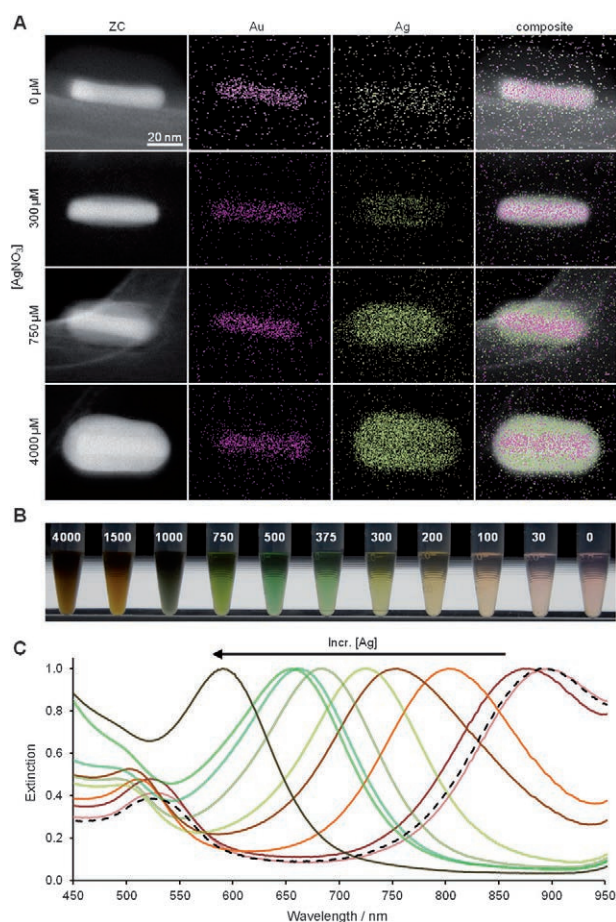 A
ZC Au Ag composite
0 µM
20 nm
300 µM
[AgNO3]
750 µM
4000 µM
B
4000 1500 1000 750 500 375 300 200 100 30 0
C
Incr. [Ag]
1.0
0.8
0.6
0.4
0.2
0.0
Extinction
450 500 550 600 650 700 750 800 850 900 950
Wavelength / nm